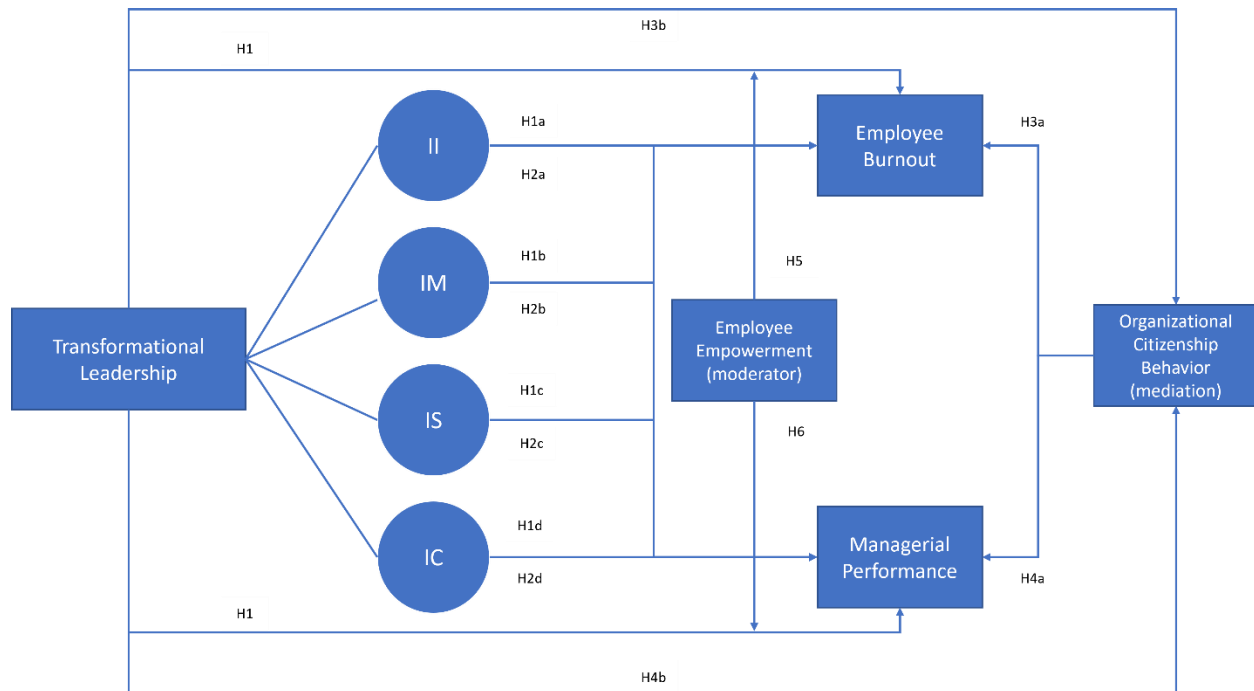 H3b
H1
II
H1a
H2a
Employee
Burnout
H3a
IM
H1b
H2b
H5
Transformational
Leadership
Employee
Empowerment
(moderator)
Organizational
Citizenship
Behavior
(mediation)
IS
H1c
H2c
H6
IC
H1d
H2d
Managerial
Performance
H4a
H1
H4b